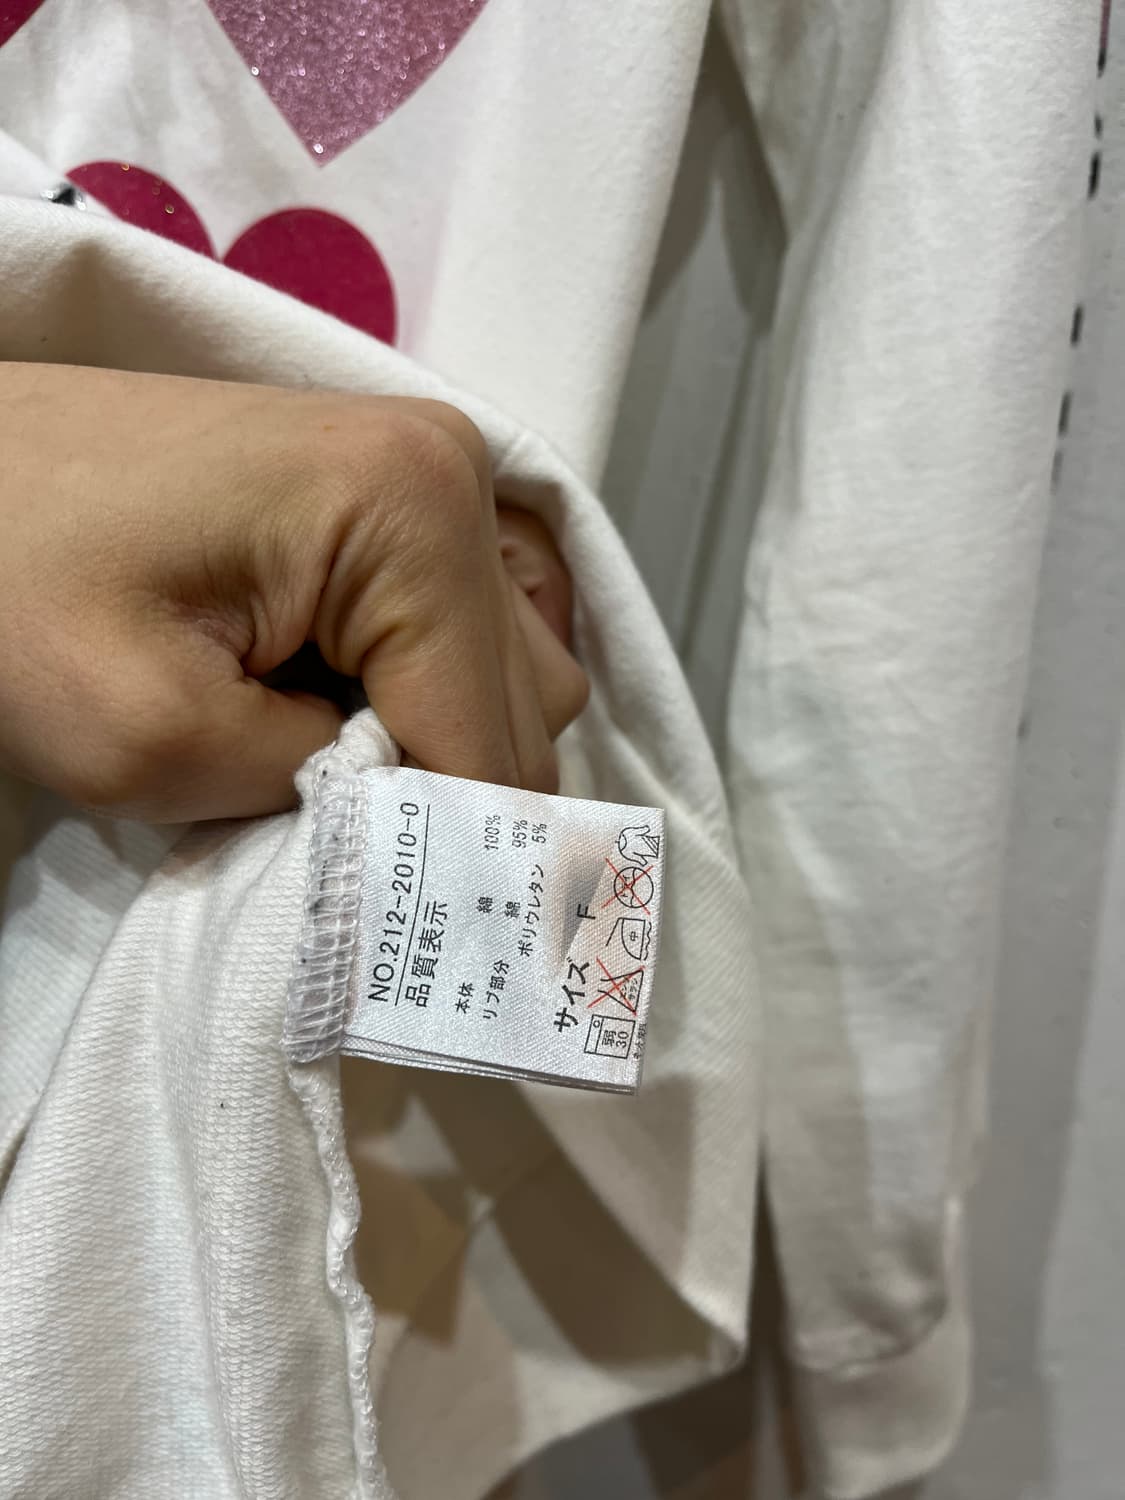 NO.212-2010-0
品質表示
本体 綿 100%
リブ部分 綿 95%
ポリウレタン 5%
サイズ F
弱 30 中